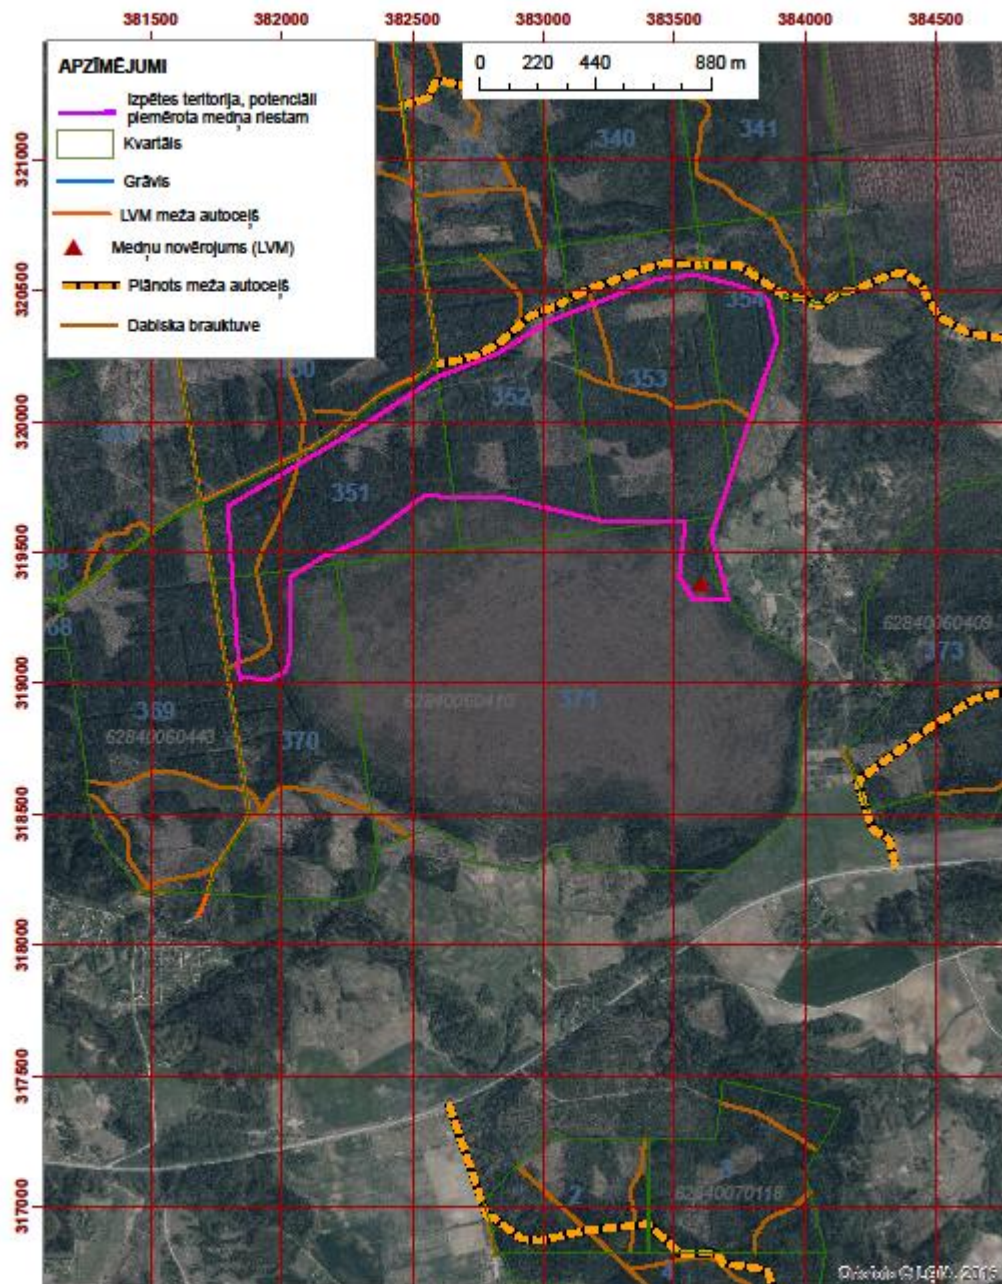 381500 382000 382500 383000 383500 384000 384500
APZĪMĒJUMI
Izpētes teritorija, potenciāli
piemērota medņa riestam
Kvartāls
Grāvis
LVM meža autoceļš
Medņu novērojums (LVM)
Plānots meža autoceļš
Dabiska brauktuve
0 220 440 880 m
321000
320500
320000
319500
319000
318500
318000
317500
317000
340
341
354
353
352
351
62840060409
373
62840060410
371
369
62840060443
370
2
3
62840070118
4